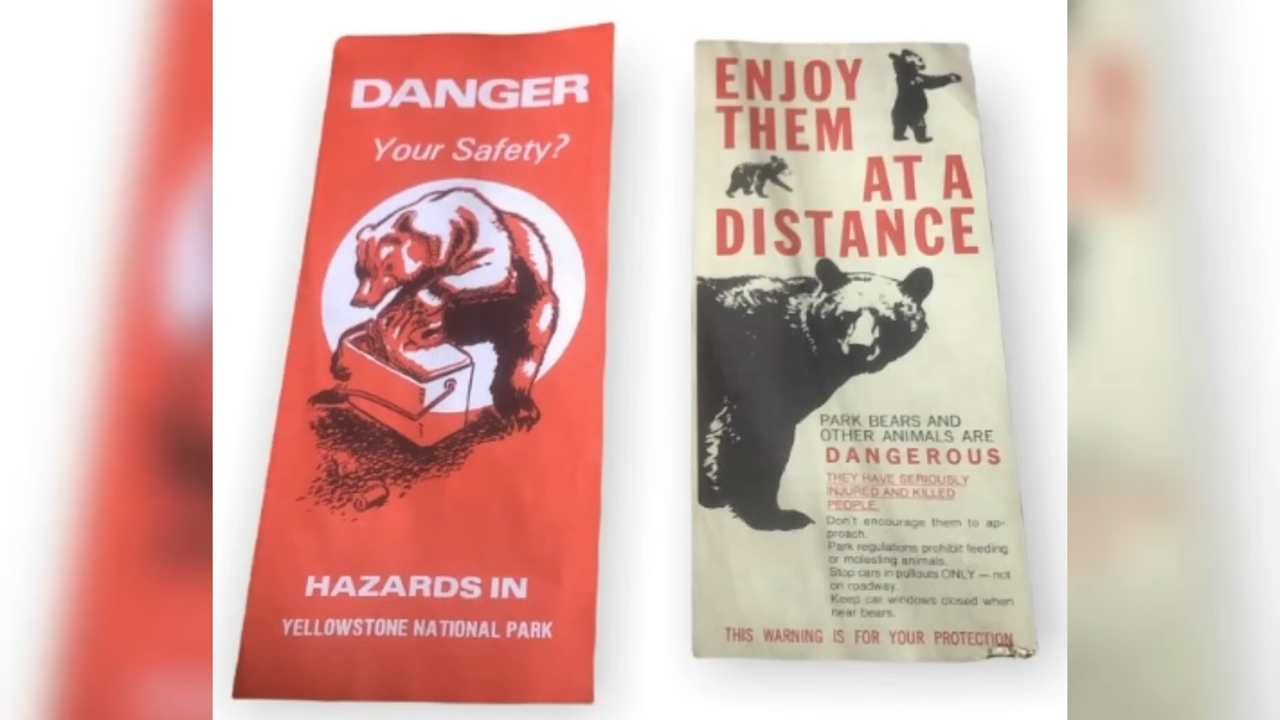 DANGER
Your Safety?
HAZARDS IN
YELLOWSTONE NATIONAL PARK
ENJOY
THEM
AT A
DISTANCE
PARK BEARS AND
OTHER ANIMALS ARE
DANGEROUS
THEY HAVE SERIOUSLY
INJURED AND KILLED
PEOPLE.
Don't encourage them to ap-
proach.
Park regulations prohibit feeding
or molesting animals.
Stop cars in pullouts ONLY — not
on roadway.
Keep car windows closed when
near bears.
THIS WARNING IS FOR YOUR PROTECTION